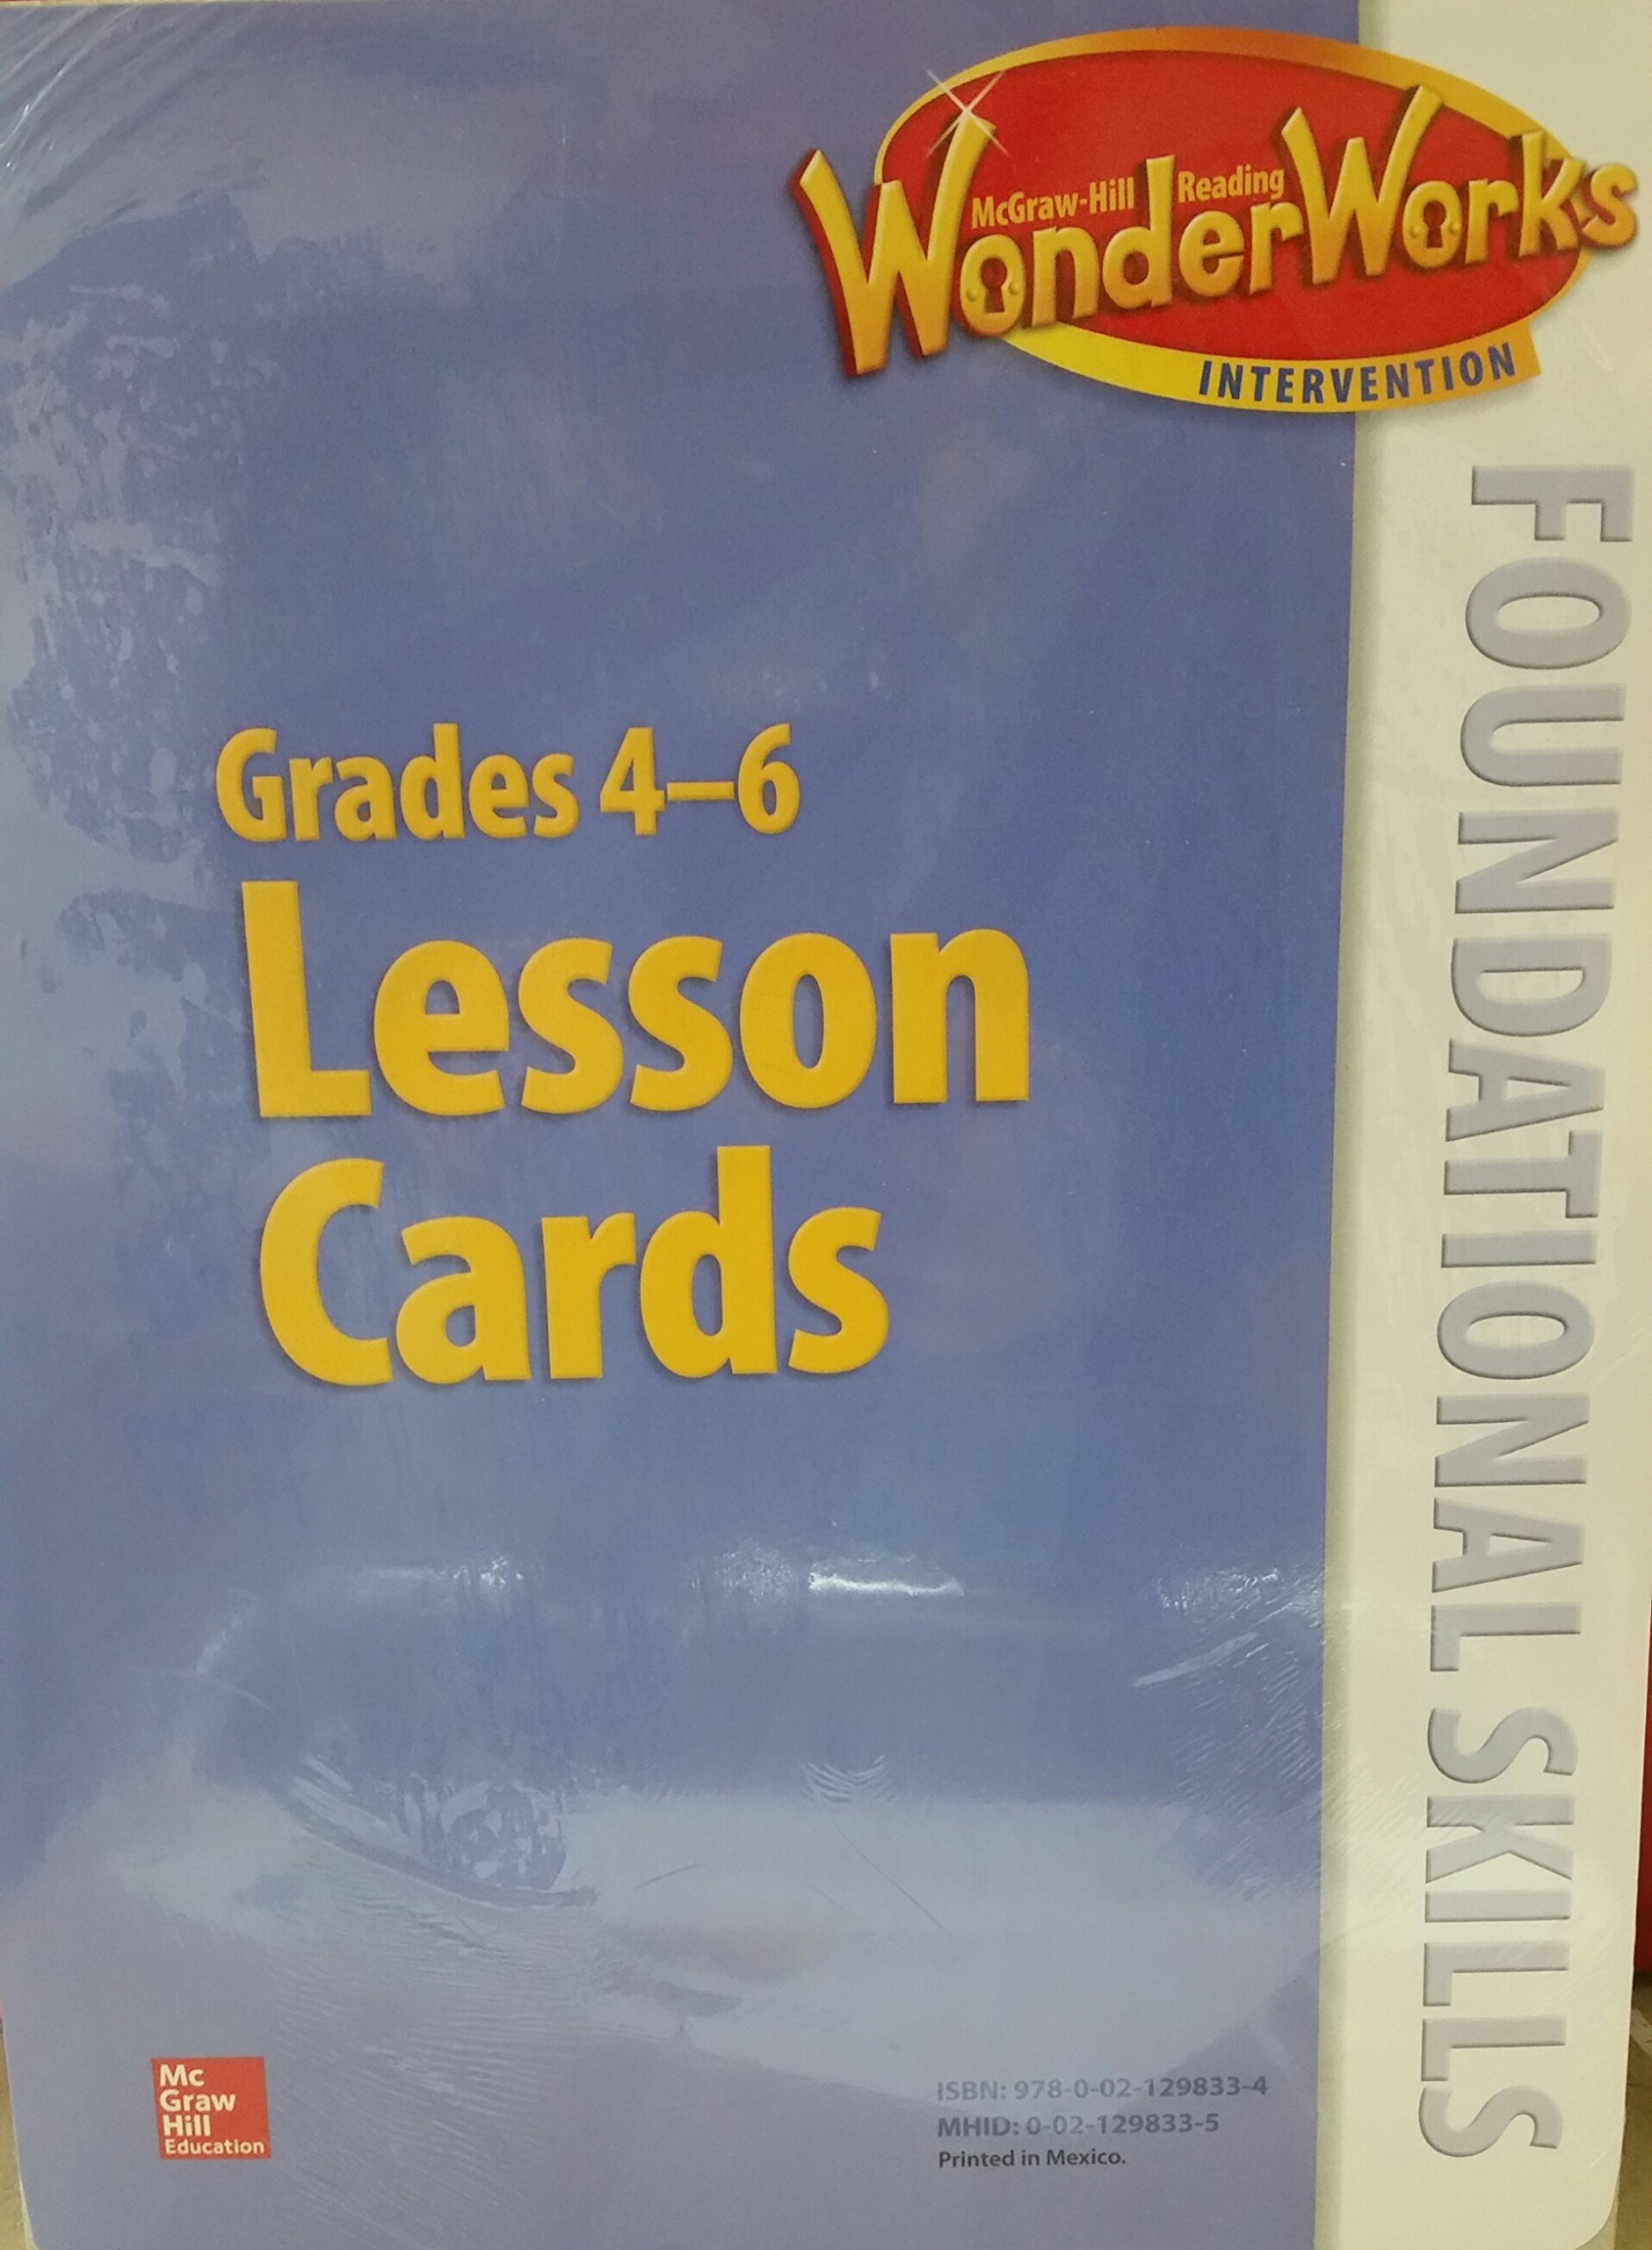 McGraw-Hill Reading
WonderWorks
INTERVENTION
FOUNDATIONAL SKILLS
Grades 4–6
Lesson
Cards
Mc
Graw
Hill
Education
ISBN: 978-0-02-129833-4
MHID: 0-02-129833-5
Printed in Mexico.